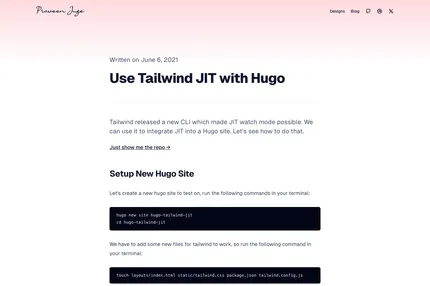 Praveen Juge
Designs Blog
Written on June 6, 2021
Use Tailwind JIT with Hugo
Tailwind released a new CLI which made JIT watch mode possible. We
can use it to integrate JIT into a Hugo site. Let's see how to do that.
Just show me the repo →
Setup New Hugo Site
Let's create a new hugo site to test on, run the following commands in your terminal:
hugo new site hugo-tailwind-jit
cd hugo-tailwind-jit
We have to add some new files for tailwind to work, so run the following command in
your terminal:
touch layouts/index.html static/tailwind.css package.json tailwind.config.js